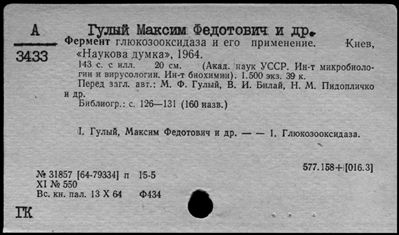 А Гулый Максим Федотович и др.
3433 Фермент глюкозооксидаза и его применение. Киев,
«Наукова думка», 1964.
143 с. с илл. 20 см. (Акад. наук УССР. Ин-т микробиоло-
гии и вирусологии. Ин-т биохимии). 1.500 экз. 39 к.
Перед загл. авт.: М. Ф. Гулый, В. И. Билай, Н. М. Пидопличко
и др.
Библиогр.: с. 126—131 (160 назв.)
I. Гулый, Максим Федотович и др. — — 1. Глюкозооксидаза.
577.158+[016.3]
№ 31857 [64-79334] п 15-5
XI № 550
Вс. кн. пал. 13 X 64 Ф434
ГК